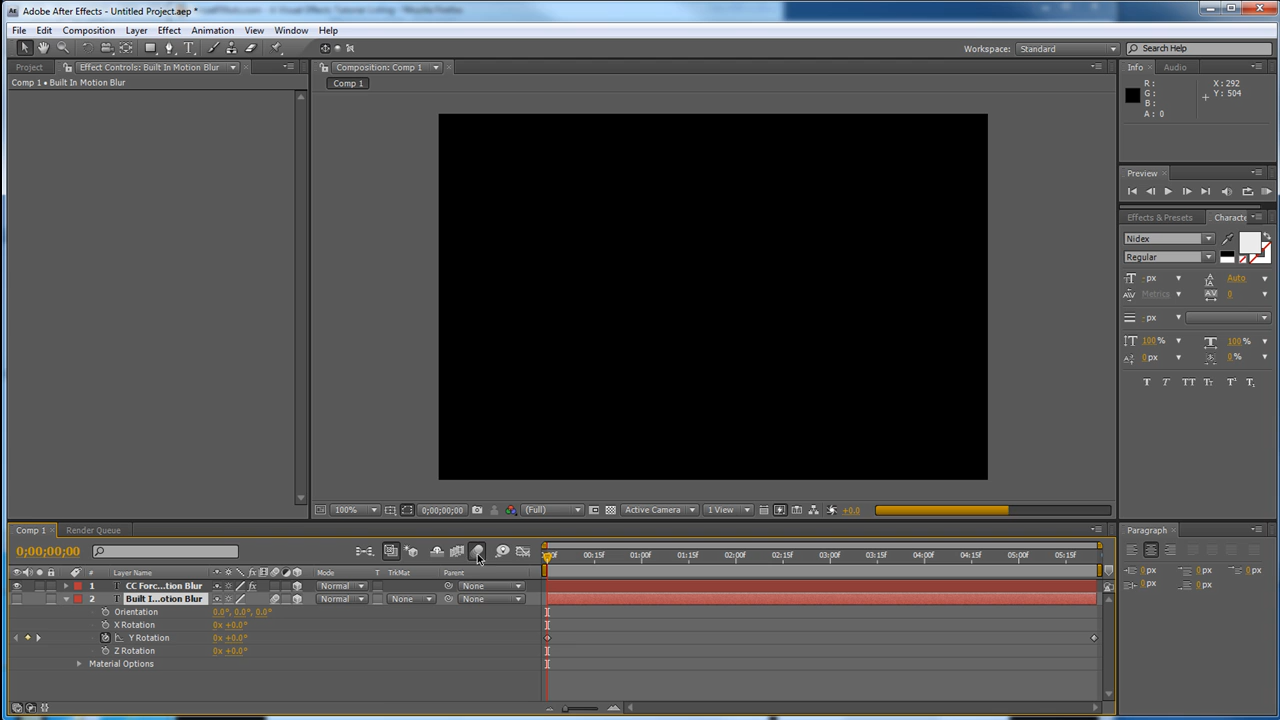 Adobe After Effects - Untitled Project.aep *
File Edit Composition Layer Effect Animation View Window Help
Workspace: Standard Search Help
Project Effect Controls: Built In Motion Blur Composition: Comp 1 Info Audio
Comp 1 • Built In Motion Blur Comp 1
R: X: 292
G: Y: 504
B:
A: 0
Preview
Effects & Presets Characte
Nidex
Regular
- px Auto
Metrics 0
- px
100 % 100 %
0 px 0 %
T T TT Tr T' T,
100% 0;00;00;00 (Full) Active Camera 1 View +0.0
Comp 1 Render Queue Paragraph
0;00;00;00
00:15f 01:00f 01:15f 02:00f 02:15f 03:00f 03:15f 04:00f 04:15f 05:00f 05:15f
# Layer Name Mode T TrkMat Parent
1 T CC Forc...tion Blur Normal None
2 T Built I...otion Blur Normal None None
Orientation 0.0°, 0.0°, 0.0°
X Rotation 0x +0.0°
Y Rotation 0x +0.0°
Z Rotation 0x +0.0°
Material Options
0 px 0 px 0 px
0 px 0 px